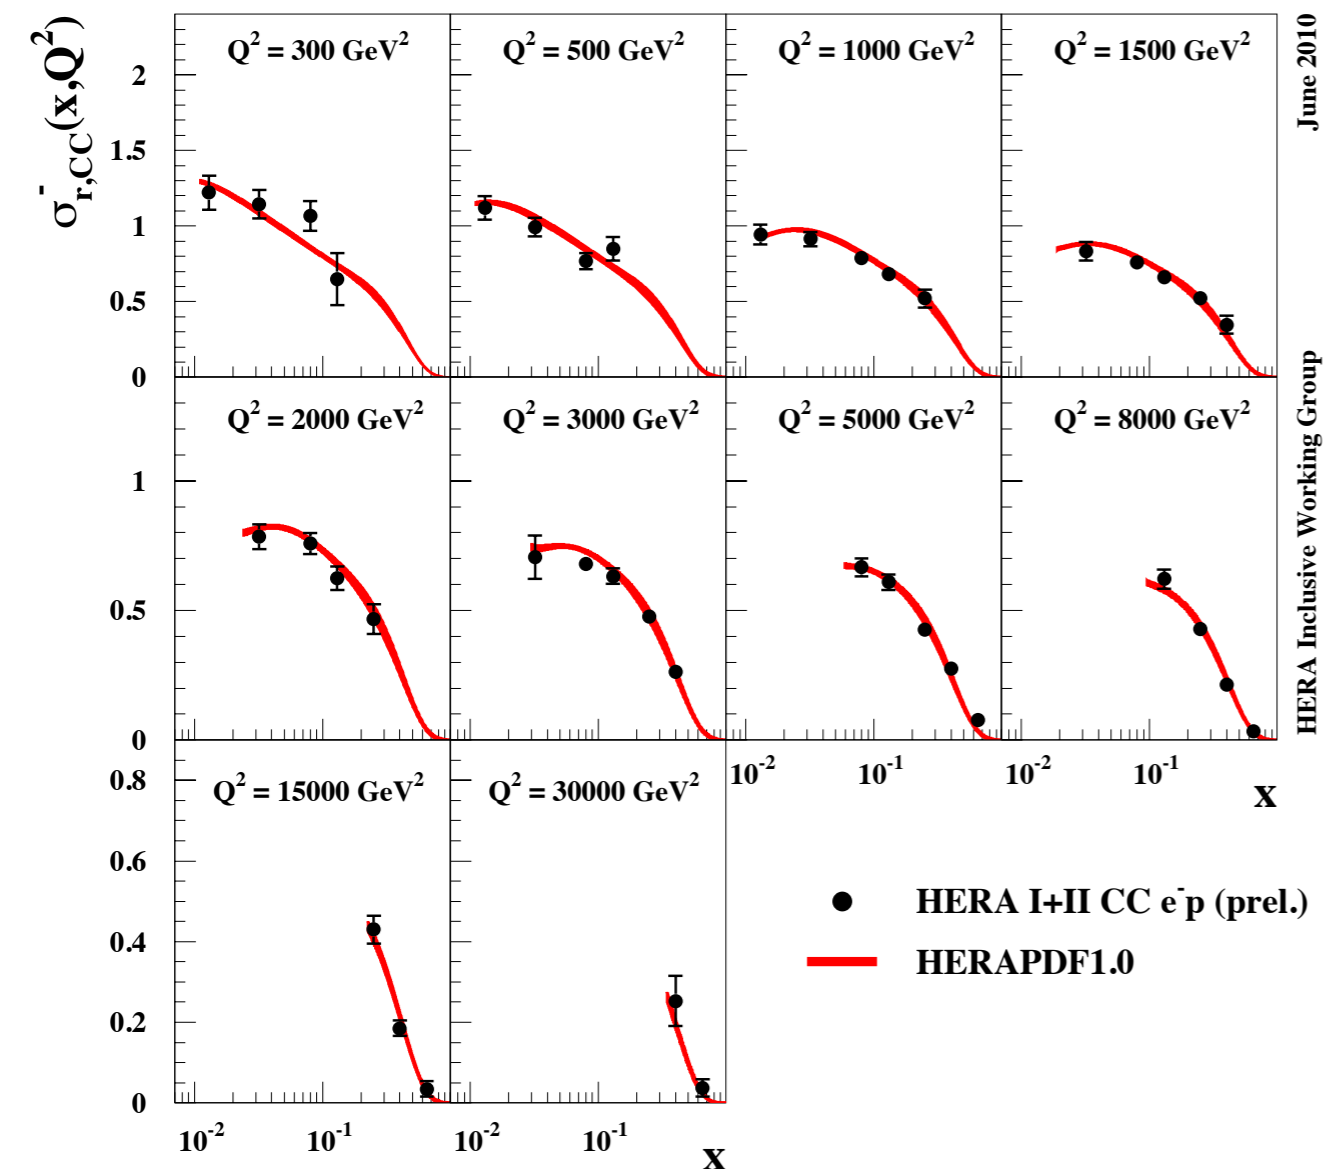 σ⁻r,CC(x,Q²)
Q² = 300 GeV²
Q² = 500 GeV²
Q² = 1000 GeV²
Q² = 1500 GeV²
2
1.5
1
0.5
0
Q² = 2000 GeV²
Q² = 3000 GeV²
Q² = 5000 GeV²
Q² = 8000 GeV²
1
0.5
0
10⁻² 10⁻¹ 10⁻² 10⁻¹
x
Q² = 15000 GeV²
Q² = 30000 GeV²
0.8
0.6
0.4
0.2
0
10⁻² 10⁻¹ 10⁻² 10⁻¹
x
HERA I+II CC e⁻p (prel.)
HERAPDF1.0
June 2010
HERA Inclusive Working Group